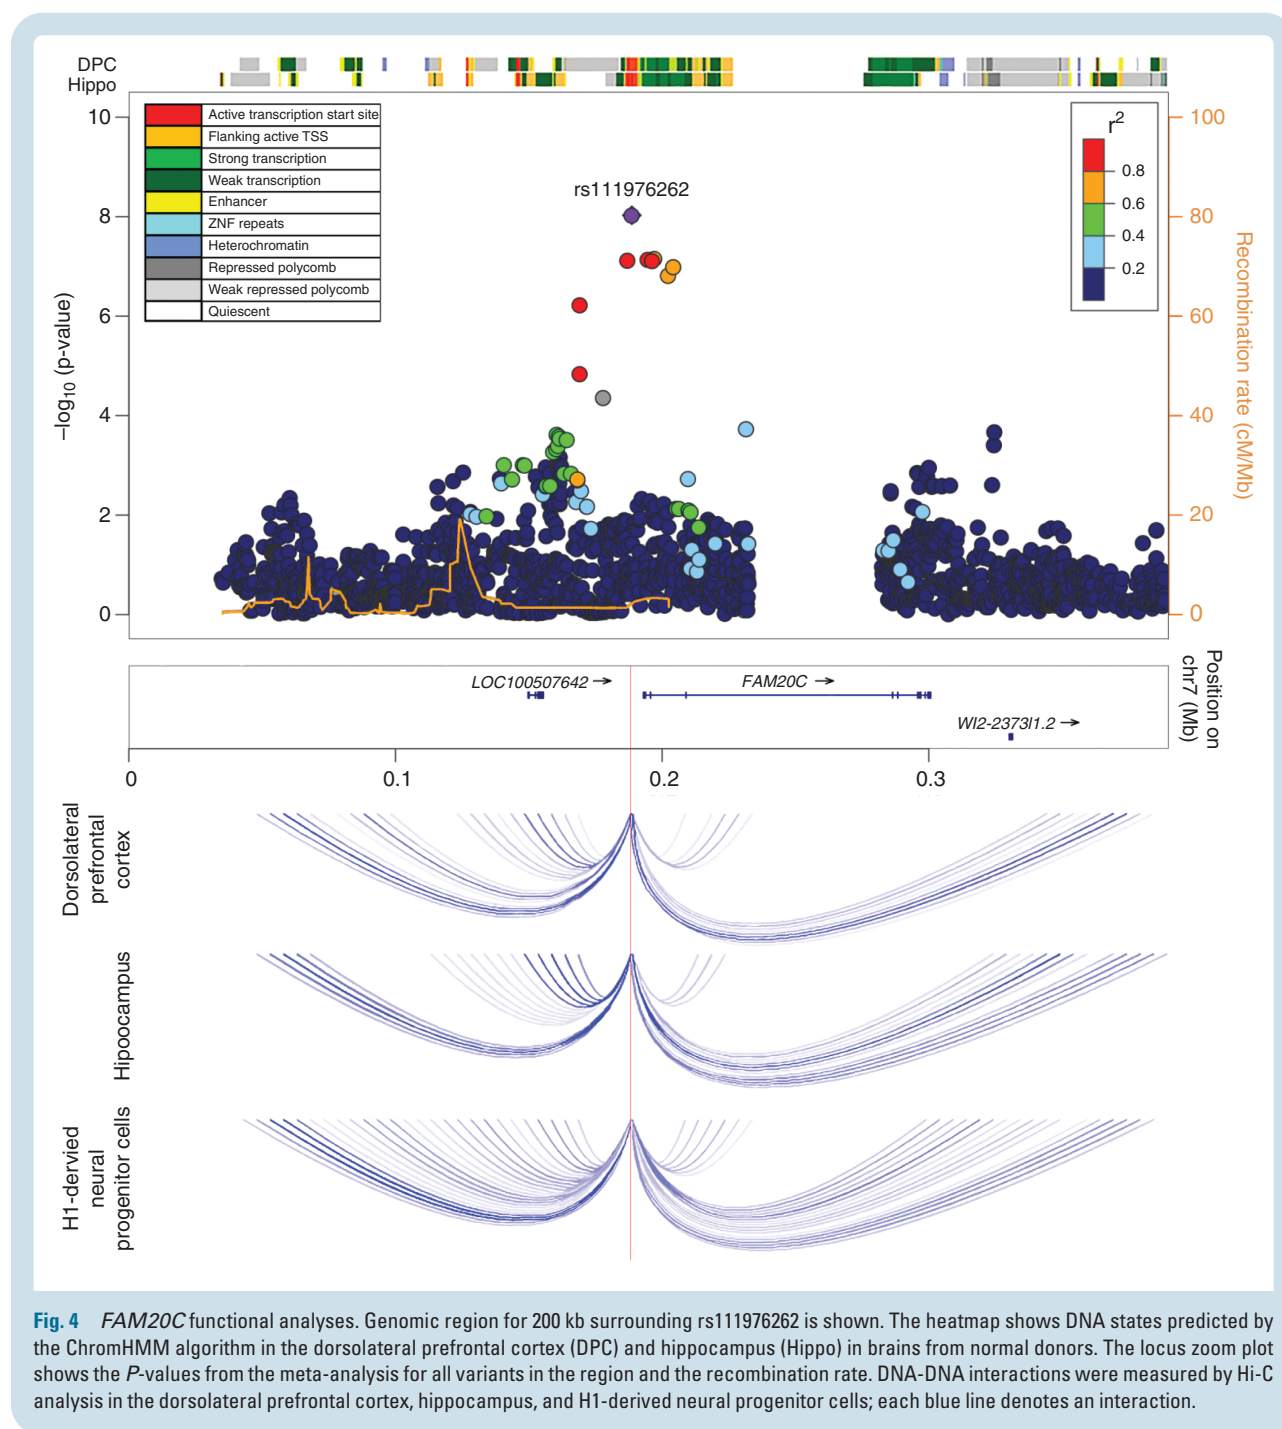 DPC
Hippo
10
8
6
4
2
0
–log10 (p-value)
Active transcription start site
Flanking active TSS
Strong transcription
Weak transcription
Enhancer
ZNF repeats
Heterochromatin
Repressed polycomb
Weak repressed polycomb
Quiescent
rs111976262
r2
0.8
0.6
0.4
0.2
100
80
60
40
20
0
Recombination rate (cM/Mb)
LOC100507642 →
FAM20C →
WI2-2373I1.2 →
Position on
chr7 (Mb)
0
0.1
0.2
0.3
Dorsolateral
prefrontal
cortex
Hipoocampus
H1-dervied
neural
progenitor cells
Fig. 4 FAM20C functional analyses. Genomic region for 200 kb surrounding rs111976262 is shown. The heatmap shows DNA states predicted by
the ChromHMM algorithm in the dorsolateral prefrontal cortex (DPC) and hippocampus (Hippo) in brains from normal donors. The locus zoom plot
shows the P-values from the meta-analysis for all variants in the region and the recombination rate. DNA-DNA interactions were measured by Hi-C
analysis in the dorsolateral prefrontal cortex, hippocampus, and H1-derived neural progenitor cells; each blue line denotes an interaction.